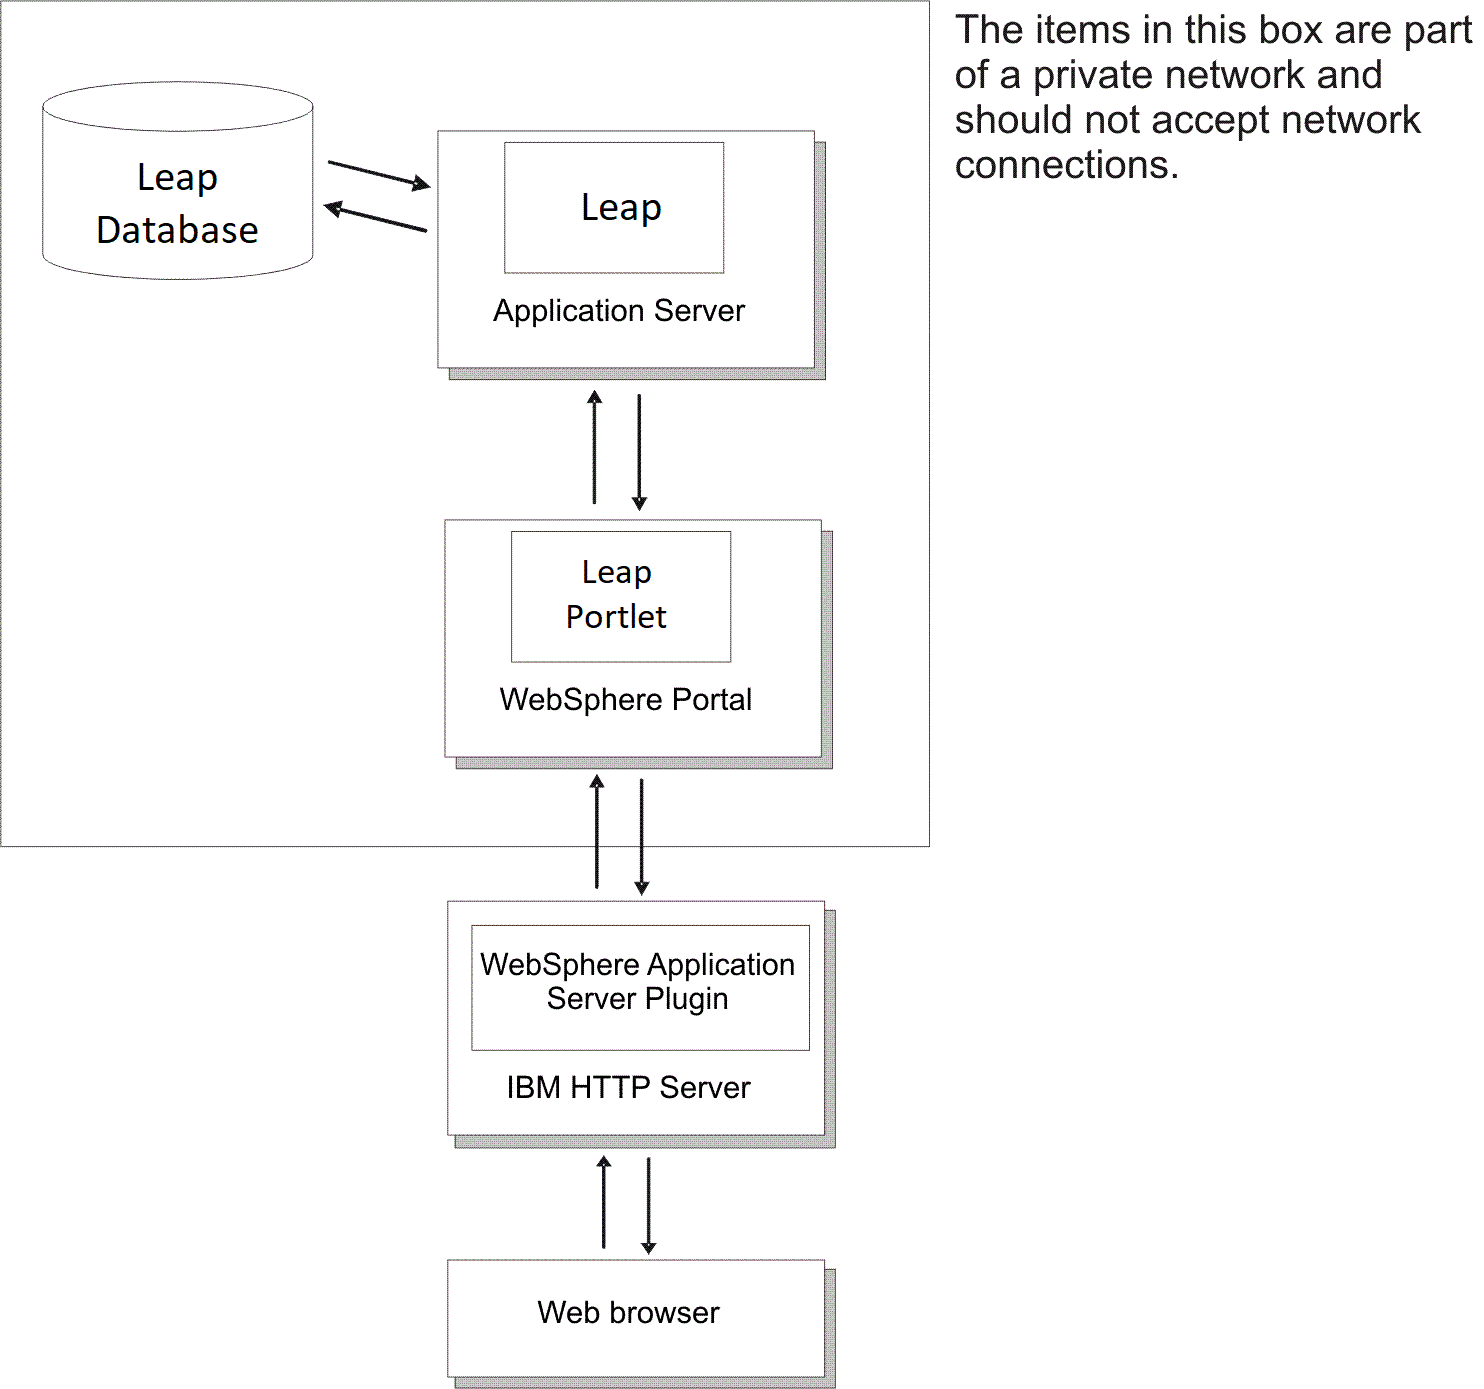 The items in this box are part
of a private network and
should not accept network
connections.
Leap
Database
Leap
Application Server
Leap
Portlet
WebSphere Portal
WebSphere Application
Server Plugin
IBM HTTP Server
Web browser